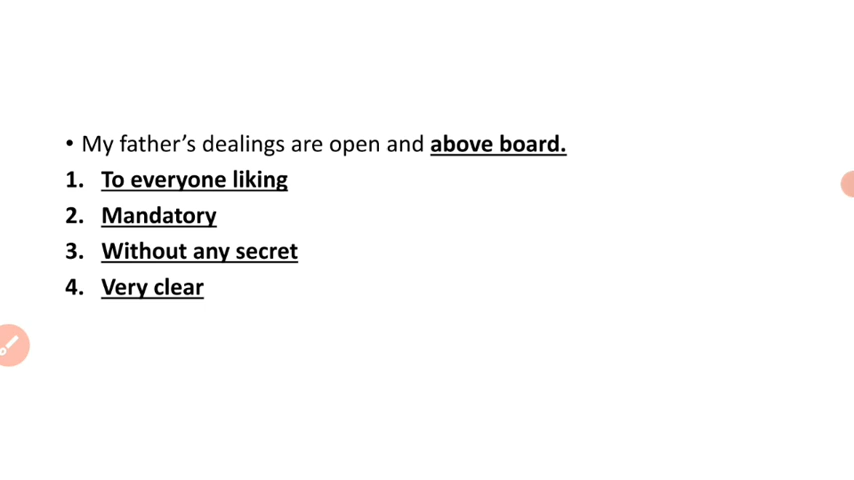 • My father’s dealings are open and above board.
1. To everyone liking
2. Mandatory
3. Without any secret
4. Very clear